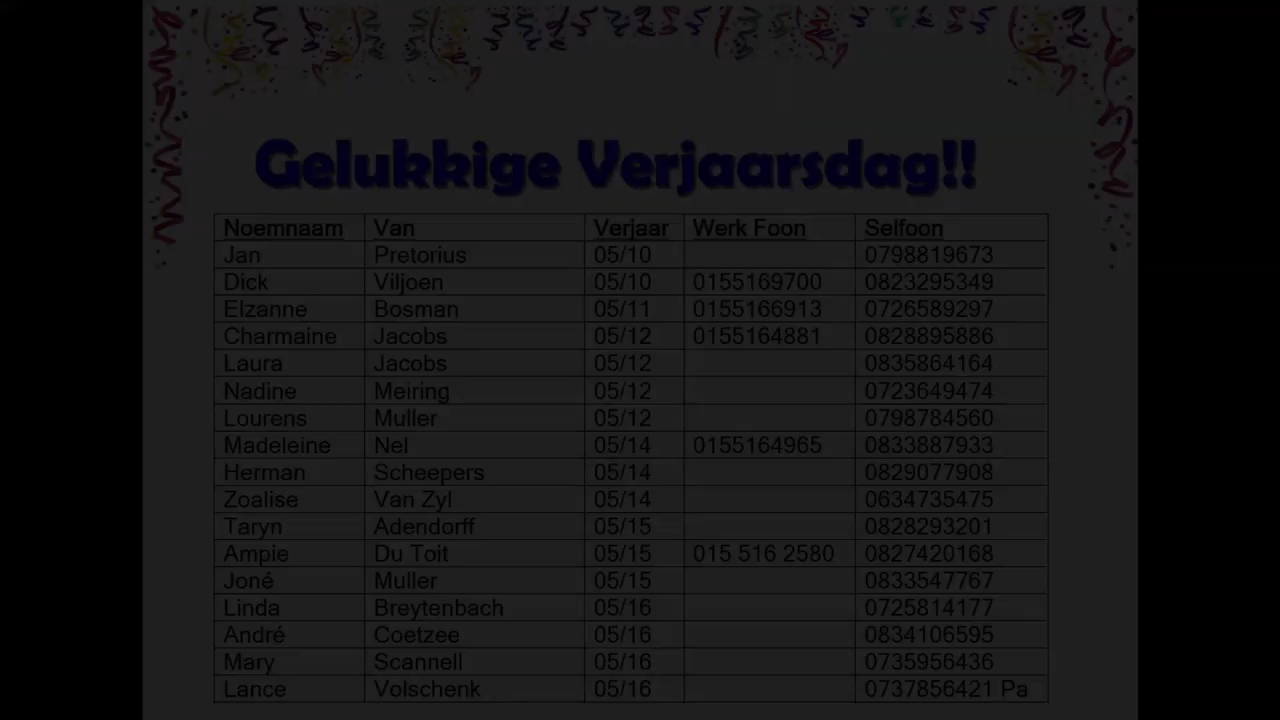 Gelukkige Verjaarsdag!!
Noemnaam Van Verjaar Werk Foon Selfoon
Jan Pretorius 05/10 0798819673
Dick Viljoen 05/10 0155169700 0823295349
Elzanne Bosman 05/11 0155166913 0726589297
Charmaine Jacobs 05/12 0155164881 0828895886
Laura Jacobs 05/12 0835864164
Nadine Meiring 05/12 0723649474
Lourens Muller 05/12 0798784560
Madeleine Nel 05/14 0155164965 0833887933
Herman Scheepers 05/14 0829077908
Zoalise Van Zyl 05/14 0634735475
Taryn Adendorff 05/15 0828293201
Ampie Du Toit 05/15 015 516 2580 0827420168
Joné Muller 05/15 0833547767
Linda Breytenbach 05/16 0725814177
André Coetzee 05/16 0834106595
Mary Scannell 05/16 0735956436
Lance Volschenk 05/16 0737856421 Pa